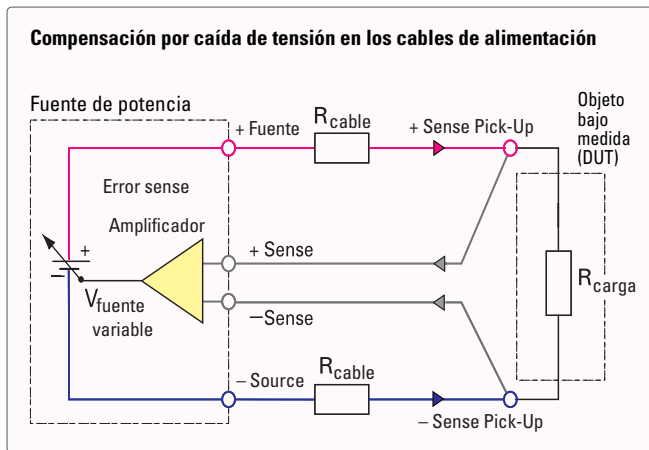 Compensación por caída de tensión en los cables de alimentación
Fuente de potencia
+ Fuente
Rcable
+ Sense Pick-Up
Objeto
bajo
medida
(DUT)
Error sense
Amplificador
+
−
Vfuente
variable
+ Sense
−Sense
Rcarga
− Source
Rcable
− Sense Pick-Up